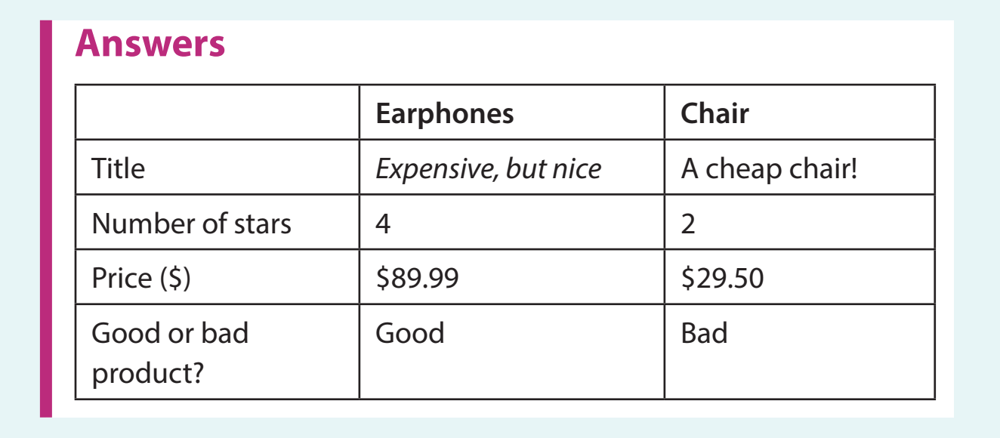 Answers
Earphones Chair
Title Expensive, but nice A cheap chair!
Number of stars 4 2
Price ($) $89.99 $29.50
Good or bad Good Bad
product?